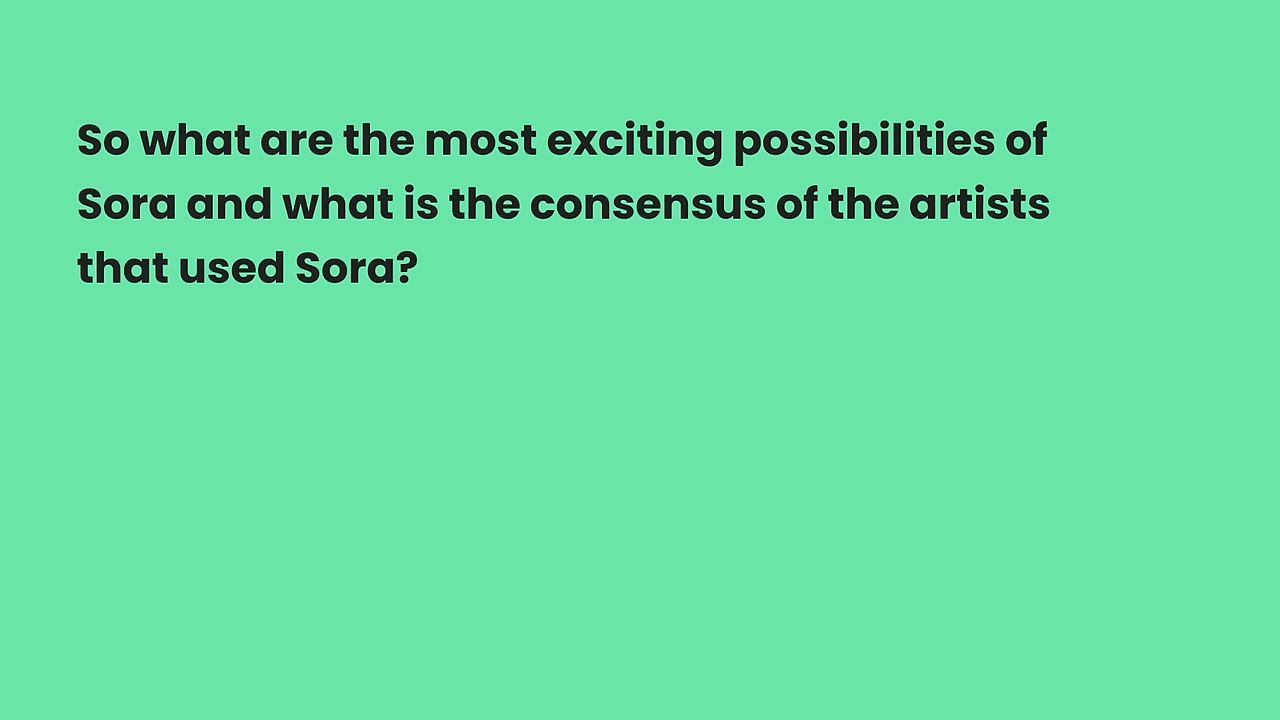 So what are the most exciting possibilities of
Sora and what is the consensus of the artists
that used Sora?